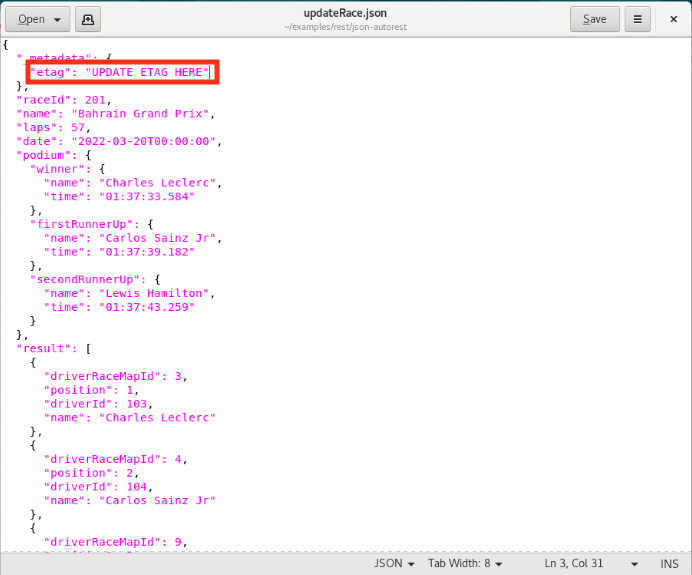 Open
updateRace.json
~/examples/rest/json-autorest
Save
{
"_metadata": {
"etag": "UPDATE ETAG HERE"
},
"raceId": 201,
"name": "Bahrain Grand Prix",
"laps": 57,
"date": "2022-03-20T00:00:00",
"podium": {
"winner": {
"name": "Charles Leclerc",
"time": "01:37:33.584"
},
"firstRunnerUp": {
"name": "Carlos Sainz Jr",
"time": "01:37:39.182"
},
"secondRunnerUp": {
"name": "Lewis Hamilton",
"time": "01:37:43.259"
}
},
"result": [
{
"driverRaceMapId": 3,
"position": 1,
"driverId": 103,
"name": "Charles Leclerc"
},
{
"driverRaceMapId": 4,
"position": 2,
"driverId": 104,
"name": "Carlos Sainz Jr"
},
{
"driverRaceMapId": 9,
JSON Tab Width: 8 Ln 3, Col 31 INS